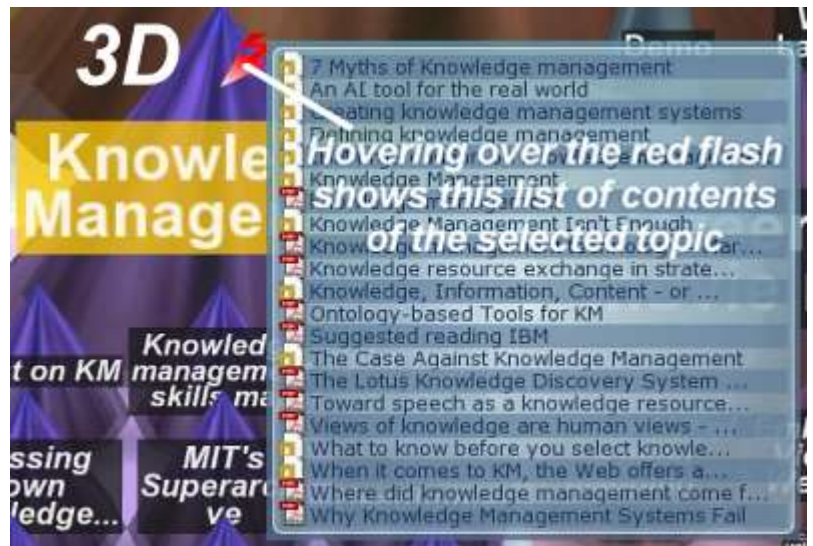 3D
Demo
7 Myths of Knowledge management
An AI tool for the real world
Creating knowledge management systems
Defining knowledge management
Hovering over the red flash
Knowledge Management
shows this list of contents
Knowledge Management Isn't Enough
of the selected topic
Knowledge resource exchange in strate...
Knowledge, Information, Content - or ...
Ontology-based Tools for KM
Suggested reading IBM
The Case Against Knowledge Management
The Lotus Knowledge Discovery System ...
Toward speech as a knowledge resource...
Views of knowledge are human views - ...
What to know before you select knowle...
When it comes to KM, the Web offers a...
Where did knowledge management come f...
Why Knowledge Management Systems Fail
Knowle
Manage
t on KM
Knowled
managem
skills ma
ssing
own
ledge...
MIT's
Superarc
ve